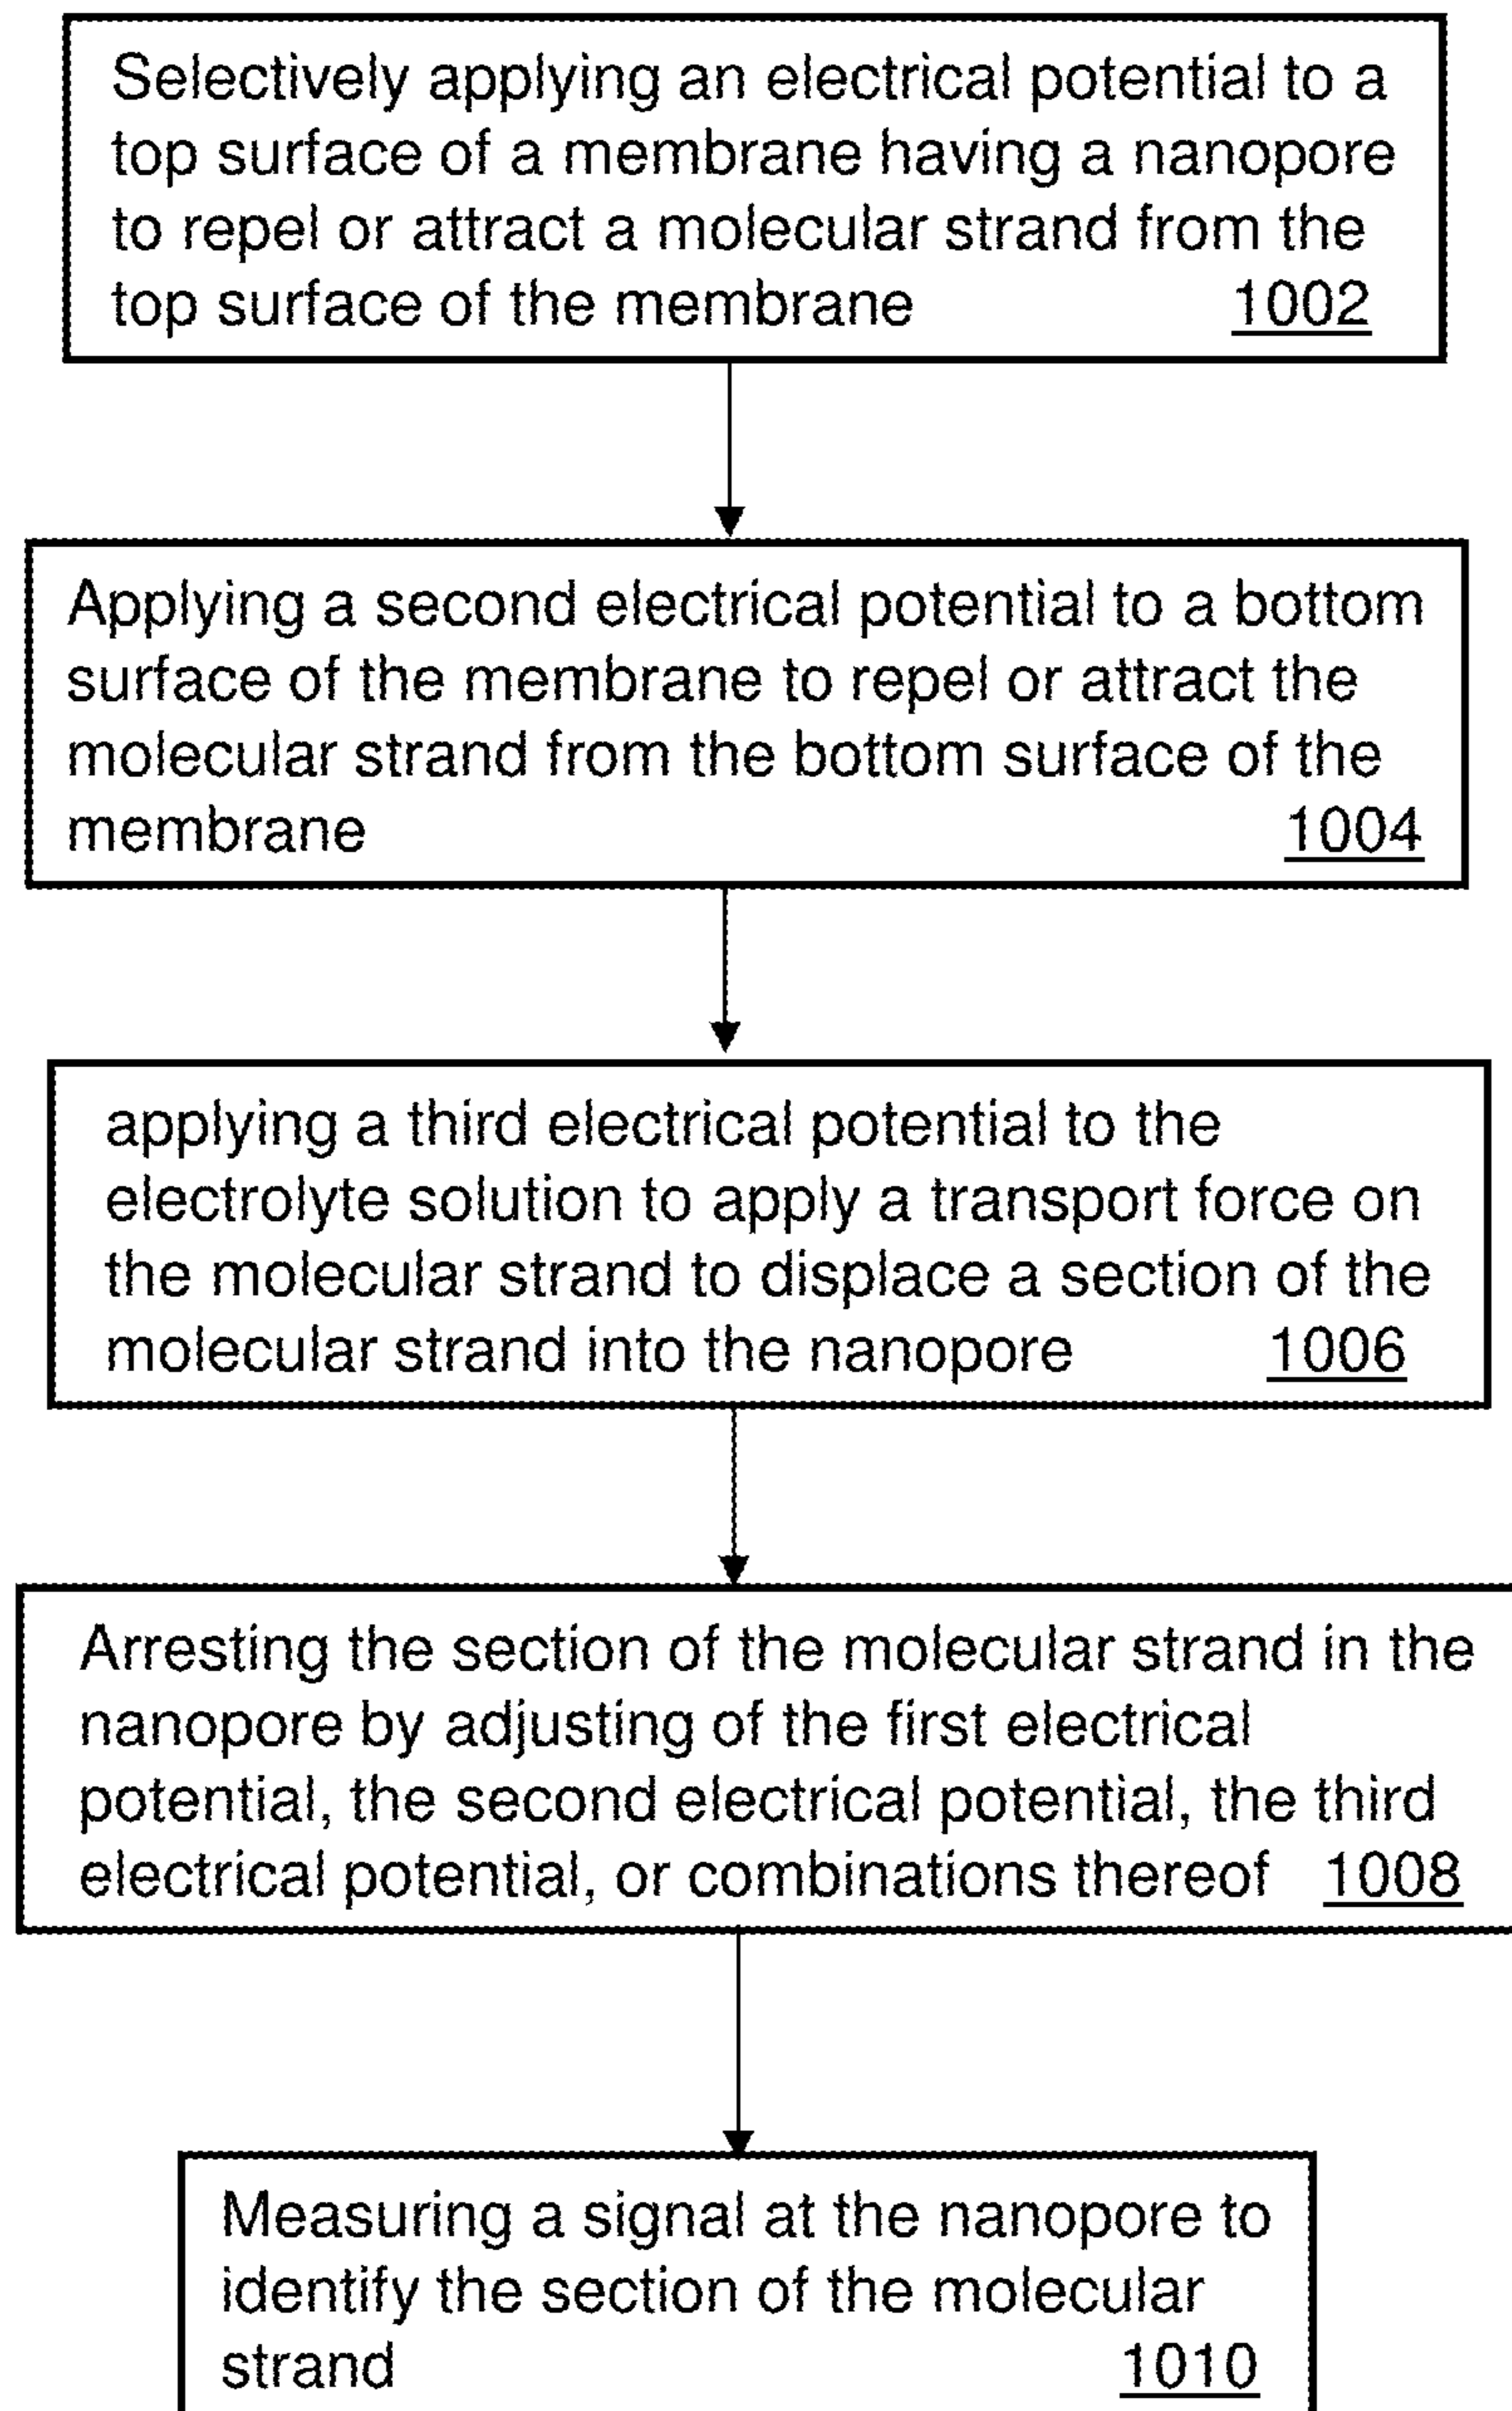 Selectively applying an electrical potential to a
top surface of a membrane having a nanopore
to repel or attract a molecular strand from the
top surface of the membrane 1002
Applying a second electrical potential to a bottom
surface of the membrane to repel or attract the
molecular strand from the bottom surface of the
membrane 1004
applying a third electrical potential to the
electrolyte solution to apply a transport force on
the molecular strand to displace a section of the
molecular strand into the nanopore 1006
Arresting the section of the molecular strand in the
nanopore by adjusting of the first electrical
potential, the second electrical potential, the third
electrical potential, or combinations thereof 1008
Measuring a signal at the nanopore to
identify the section of the molecular
strand 1010